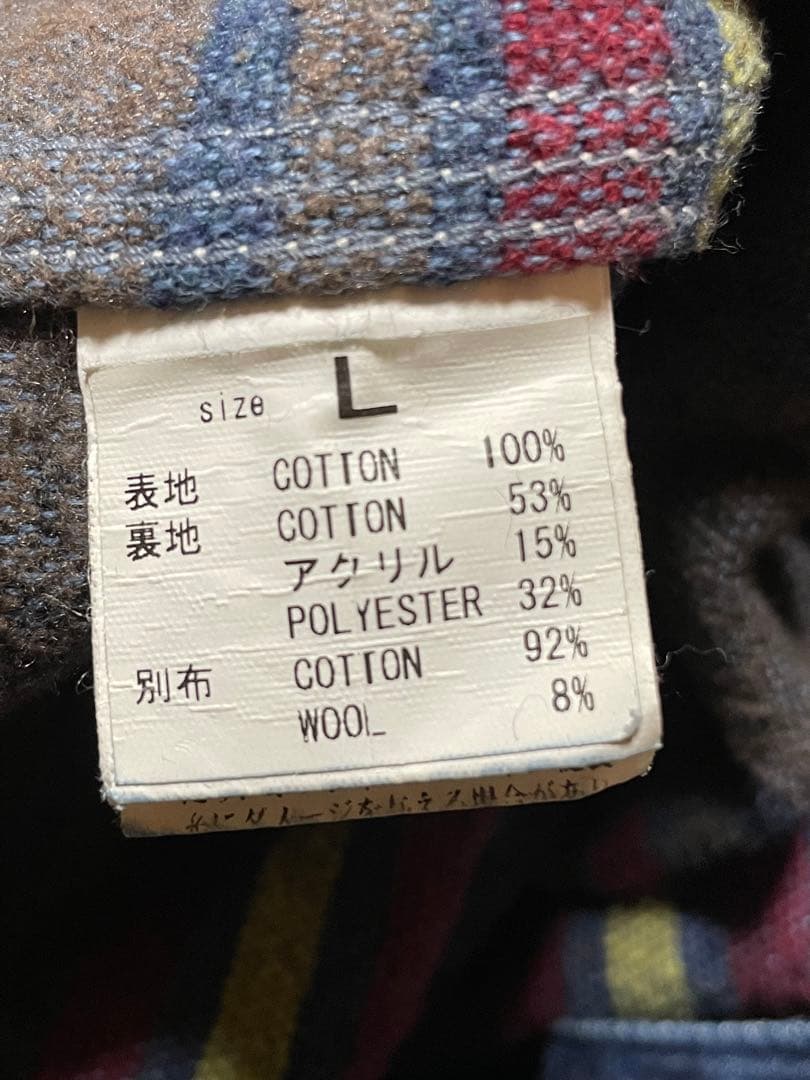 size L
表地 COTTON 100%
裏地 COTTON 53%
アクリル 15%
POLYESTER 32%
別布 COTTON 92%
WOOL 8%